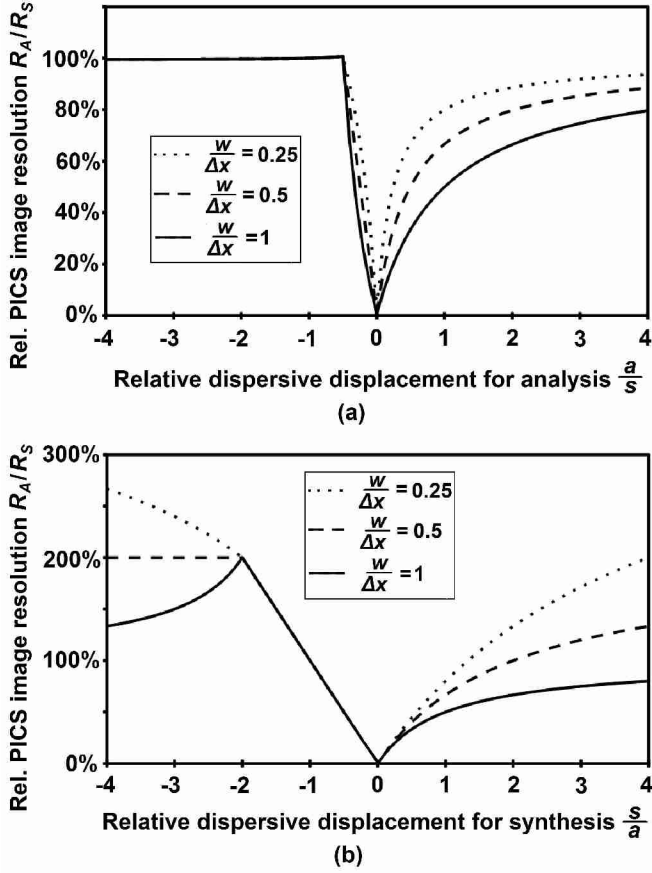 Rel. PICS image resolution R_A/R_S
100%
80%
60%
40%
20%
0%
w/Δx = 0.25
w/Δx = 0.5
w/Δx = 1
-4 -3 -2 -1 0 1 2 3 4
Relative dispersive displacement for analysis a/s
(a)
Rel. PICS image resolution R_A/R_S
300%
200%
100%
0%
w/Δx = 0.25
w/Δx = 0.5
w/Δx = 1
-4 -3 -2 -1 0 1 2 3 4
Relative dispersive displacement for synthesis s/a
(b)